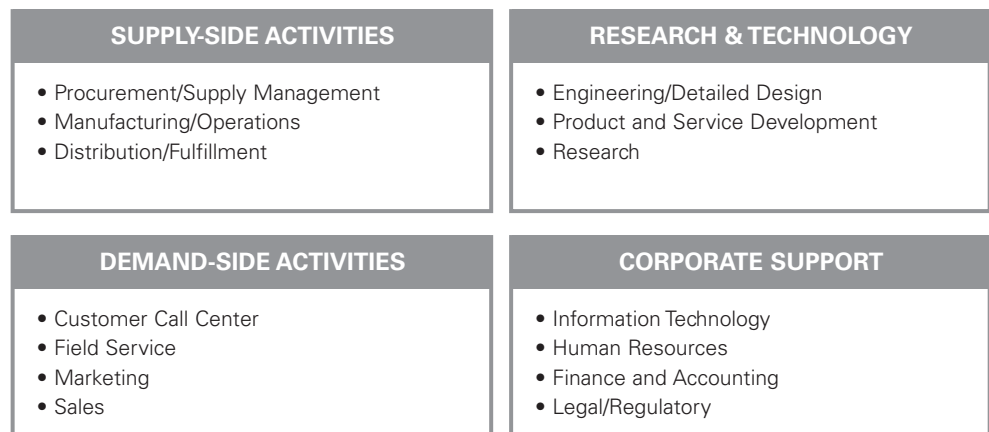 SUPPLY-SIDE ACTIVITIES
• Procurement/Supply Management
• Manufacturing/Operations
• Distribution/Fulfillment
RESEARCH & TECHNOLOGY
• Engineering/Detailed Design
• Product and Service Development
• Research
DEMAND-SIDE ACTIVITIES
• Customer Call Center
• Field Service
• Marketing
• Sales
CORPORATE SUPPORT
• Information Technology
• Human Resources
• Finance and Accounting
• Legal/Regulatory